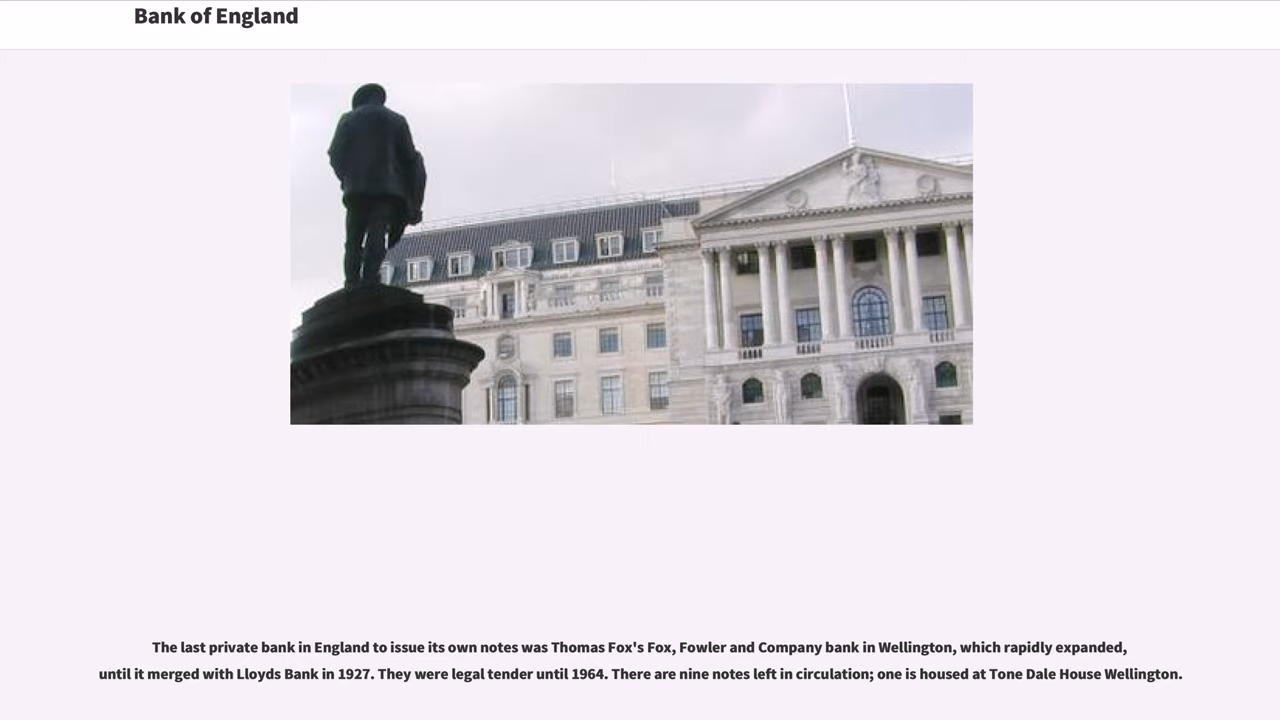 Bank of England
The last private bank in England to issue its own notes was Thomas Fox's Fox, Fowler and Company bank in Wellington, which rapidly expanded,
until it merged with Lloyds Bank in 1927. They were legal tender until 1964. There are nine notes left in circulation; one is housed at Tone Dale House Wellington.